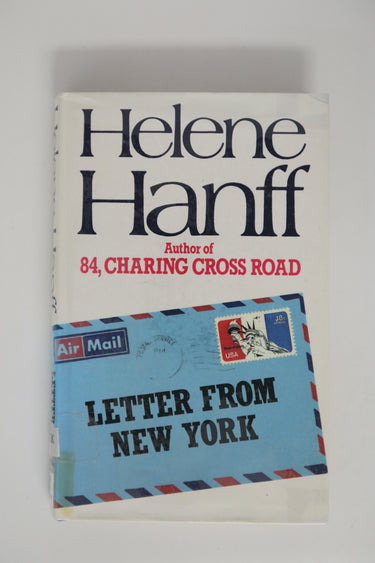 Helene
Hanff
Author of
84, CHARING CROSS ROAD
Air Mail
USA
LETTER FROM
NEW YORK